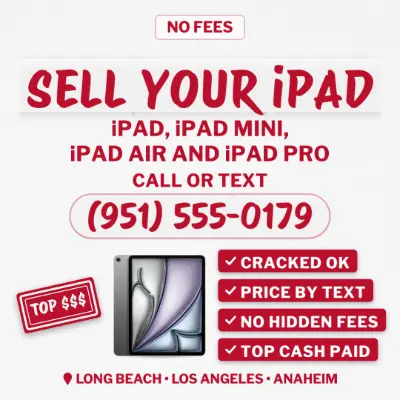 NO FEES
SELL YOUR iPAD
iPAD, iPAD MINI,
iPAD AIR AND iPAD PRO
CALL OR TEXT
(951) 555-0179
TOP $$$
✓ CRACKED OK
✓ PRICE BY TEXT
✓ NO HIDDEN FEES
✓ TOP CASH PAID
LONG BEACH • LOS ANGELES • ANAHEIM